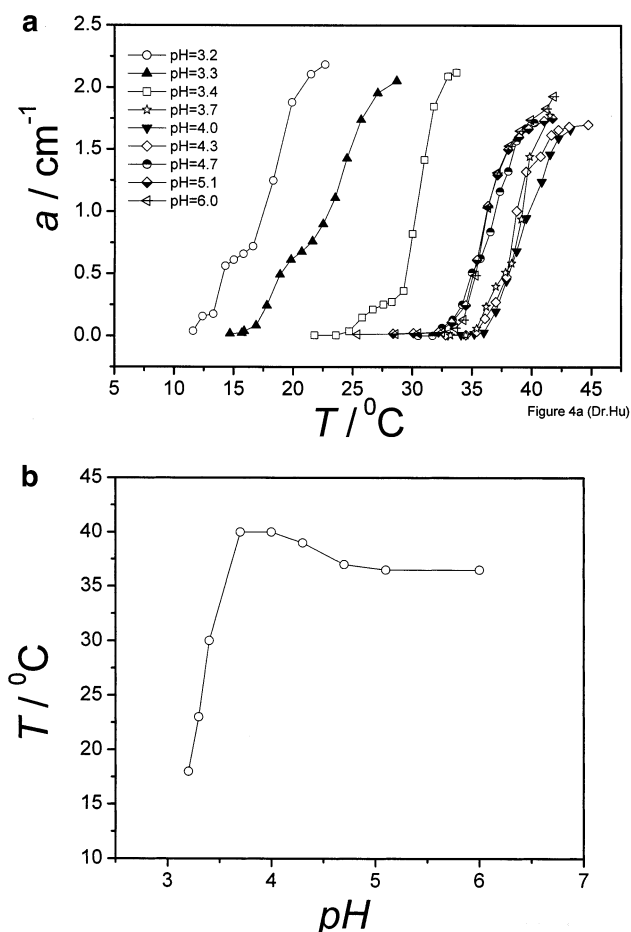 a
2.5
2.0
1.5
1.0
0.5
0.0
a / cm-1
pH=3.2
pH=3.3
pH=3.4
pH=3.7
pH=4.0
pH=4.3
pH=4.7
pH=5.1
pH=6.0
5 10 15 20 25 30 35 40 45
T / 0C
Figure 4a (Dr.Hu)
b
45
40
35
30
25
20
15
10
T / 0C
3 4 5 6 7
pH